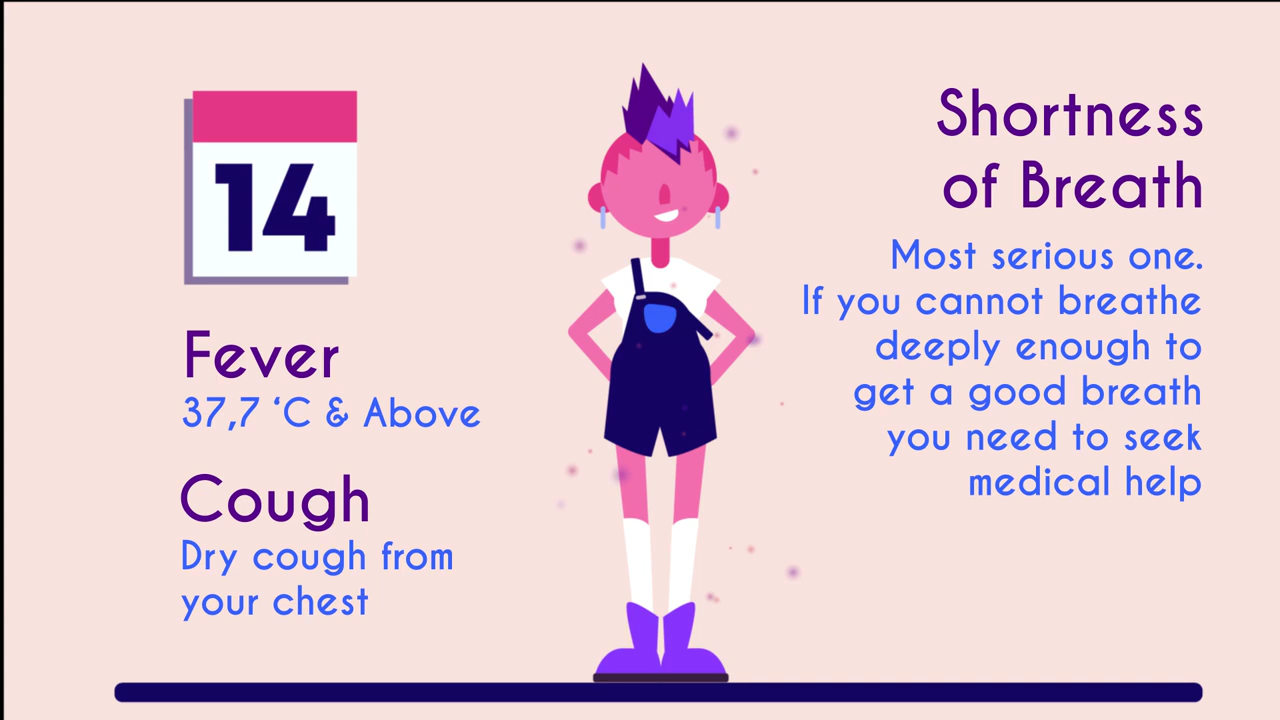 14
Fever
37,7 ‘C & Above
Cough
Dry cough from
your chest
Shortness
of Breath
Most serious one.
If you cannot breathe
deeply enough to
get a good breath
you need to seek
medical help